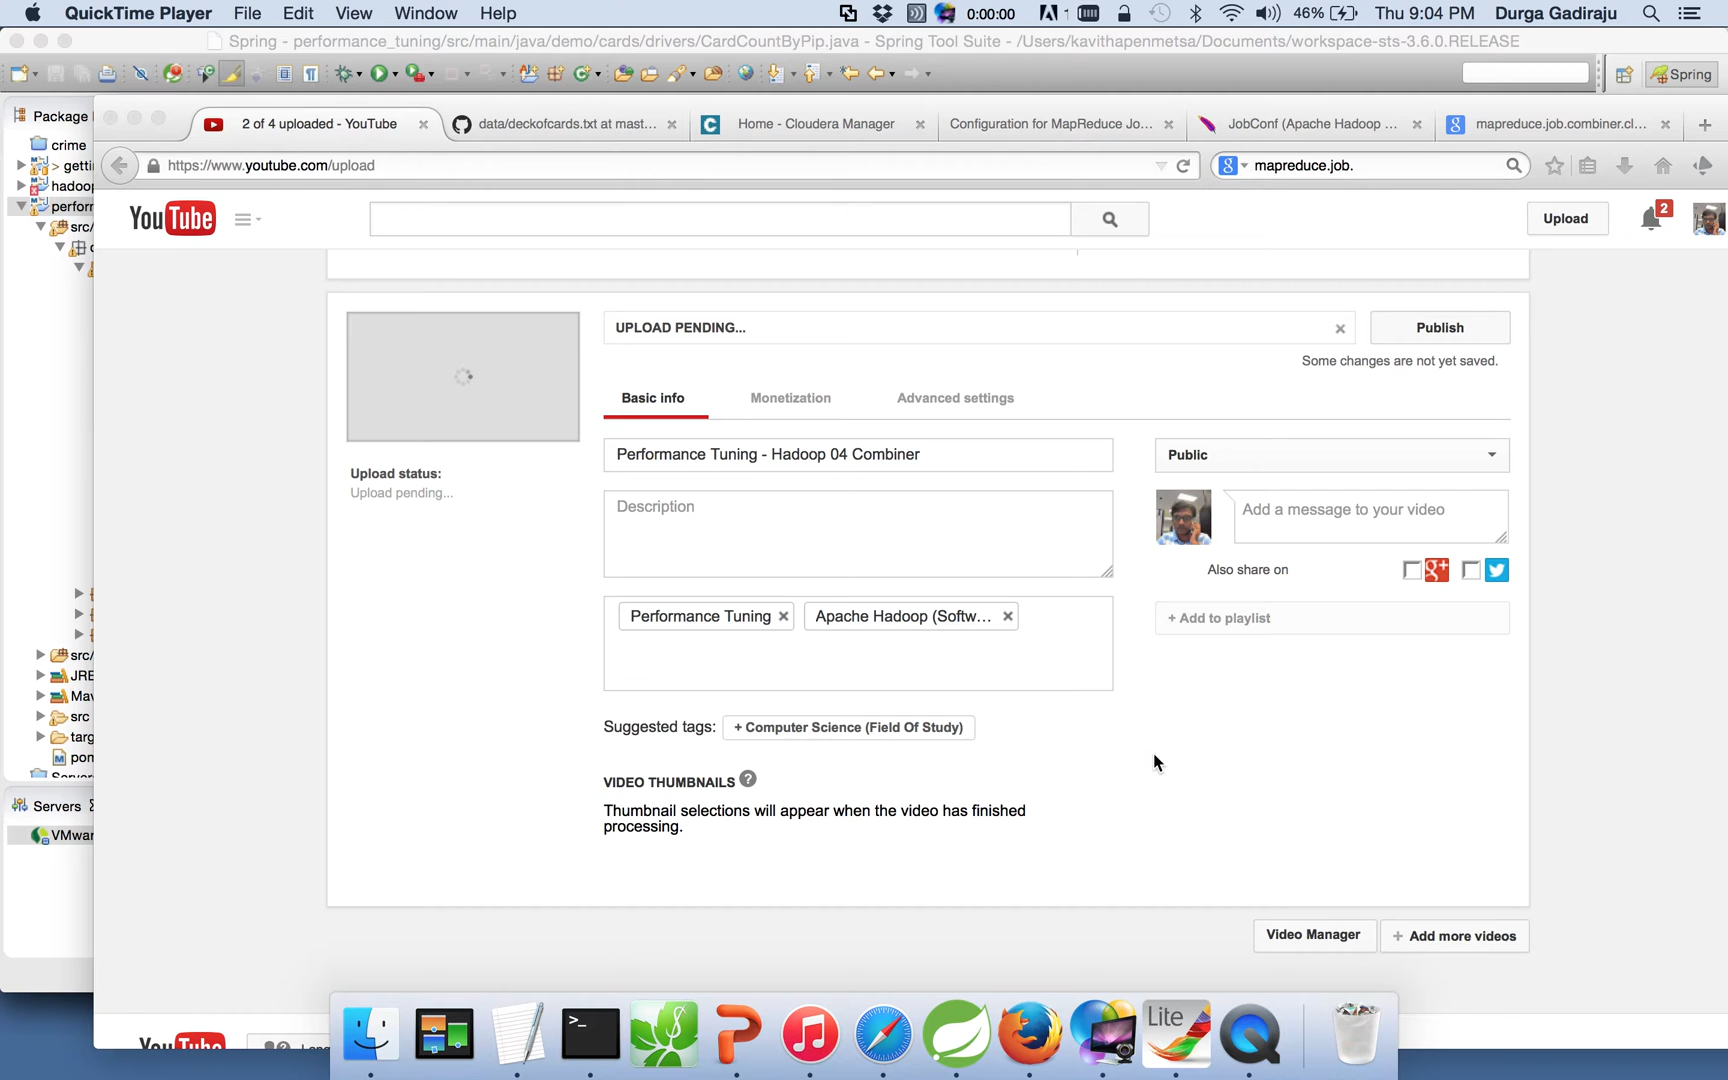 QuickTime Player File Edit View Window Help 0:00:00 1 46% Thu 9:04 PM Durga Gadiraju
Spring - performance_tuning/src/main/java/demo/cards/drivers/CardCountByPip.java - Spring Tool Suite - /Users/kavithapenmetsa/Documents/workspace-sts-3.6.0.RELEASE
Spring
Package
crime
> getti
hadoop
perforr
src/
src/
JRE
Mav
src
targ
pom
Servers
VMwar
2 of 4 uploaded - YouTube
data/deckofcards.txt at mast...
Home - Cloudera Manager
Configuration for MapReduce Jo...
JobConf (Apache Hadoop ...
mapreduce.job.combiner.cl...
https://www.youtube.com/upload
mapreduce.job.
YouTube
Upload
2
UPLOAD PENDING...
Publish
Some changes are not yet saved.
Basic info Monetization Advanced settings
Performance Tuning - Hadoop 04 Combiner
Public
Upload status:
Upload pending...
Description
Add a message to your video
Also share on
Performance Tuning
Apache Hadoop (Softw...
+ Add to playlist
Suggested tags: + Computer Science (Field Of Study)
VIDEO THUMBNAILS ?
Thumbnail selections will appear when the video has finished
processing.
Video Manager
+ Add more videos
Lite